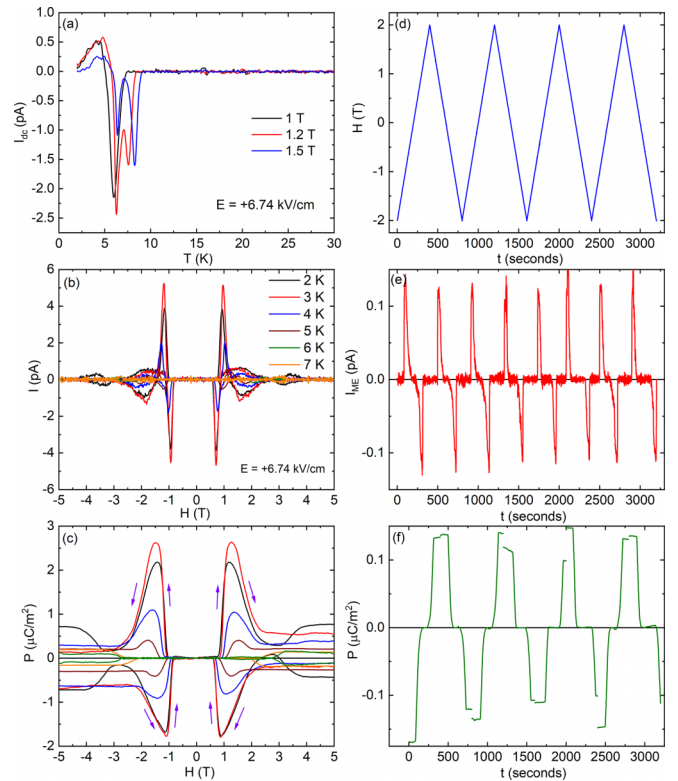 (a)
1.0
0.5
0.0
-0.5
-1.0
-1.5
-2.0
-2.5
I_dc (pA)
1 T
1.2 T
1.5 T
E = +6.74 kV/cm
0 5 10 15 20 25 30
T (K)
(d)
2
1
0
-1
-2
H (T)
0 500 1000 1500 2000 2500 3000
t (seconds)
(b)
6
4
2
0
-2
-4
-6
I (pA)
2 K
3 K
4 K
5 K
6 K
7 K
E = +6.74 kV/cm
-5 -4 -3 -2 -1 0 1 2 3 4 5
H (T)
(e)
0.1
0.0
-0.1
I_ME (pA)
0 500 1000 1500 2000 2500 3000
t (seconds)
(c)
3
2
1
0
-1
-2
P (μC/m²)
-5 -4 -3 -2 -1 0 1 2 3 4 5
H (T)
(f)
0.1
0.0
-0.1
P (μC/m²)
0 500 1000 1500 2000 2500 3000
t (seconds)